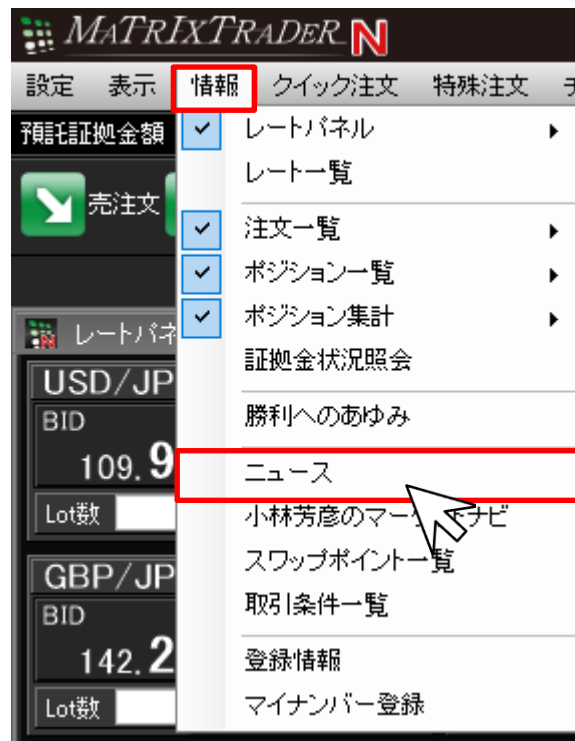 MATRIXTRADER N
設定 表示 情報 クイック注文 特殊注文 チ
預託証拠金額
売注文
レートパネル
レート一覧
注文一覧
ポジション一覧
ポジション集計
証拠金状況照会
勝利へのあゆみ
ニュース
小林芳彦のマーケットナビ
スワップポイント一覧
取引条件一覧
登録情報
マイナンバー登録
レートパネ
USD/JP
BID
109.9
Lot数
GBP/JP
BID
142.2
Lot数